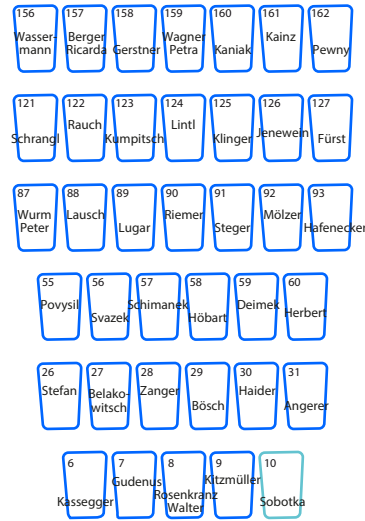 156 157 158 159 160 161 162
Wasser-
mann
Berger
Ricarda
Gerstner
Wagner
Petra
Kaniak
Kainz
Pewny
121 122 123 124 125 126 127
Schrangl
Rauch
Kumpitsch
Lintl
Klinger
Jenewein
Fürst
87 88 89 90 91 92 93
Wurm
Peter
Lausch
Lugar
Riemer
Steger
Mölzer
Hafenecker
55 56 57 58 59 60
Povysil
Svazek
Schimanek
Höbart
Deimek
Herbert
26 27 28 29 30 31
Stefan
Belako-
witsch
Zanger
Bösch
Haider
Angerer
6 7 8 9 10
Kassegger
Gudenus
Rosenkranz
Walter
Kitzmüller
Sobotka